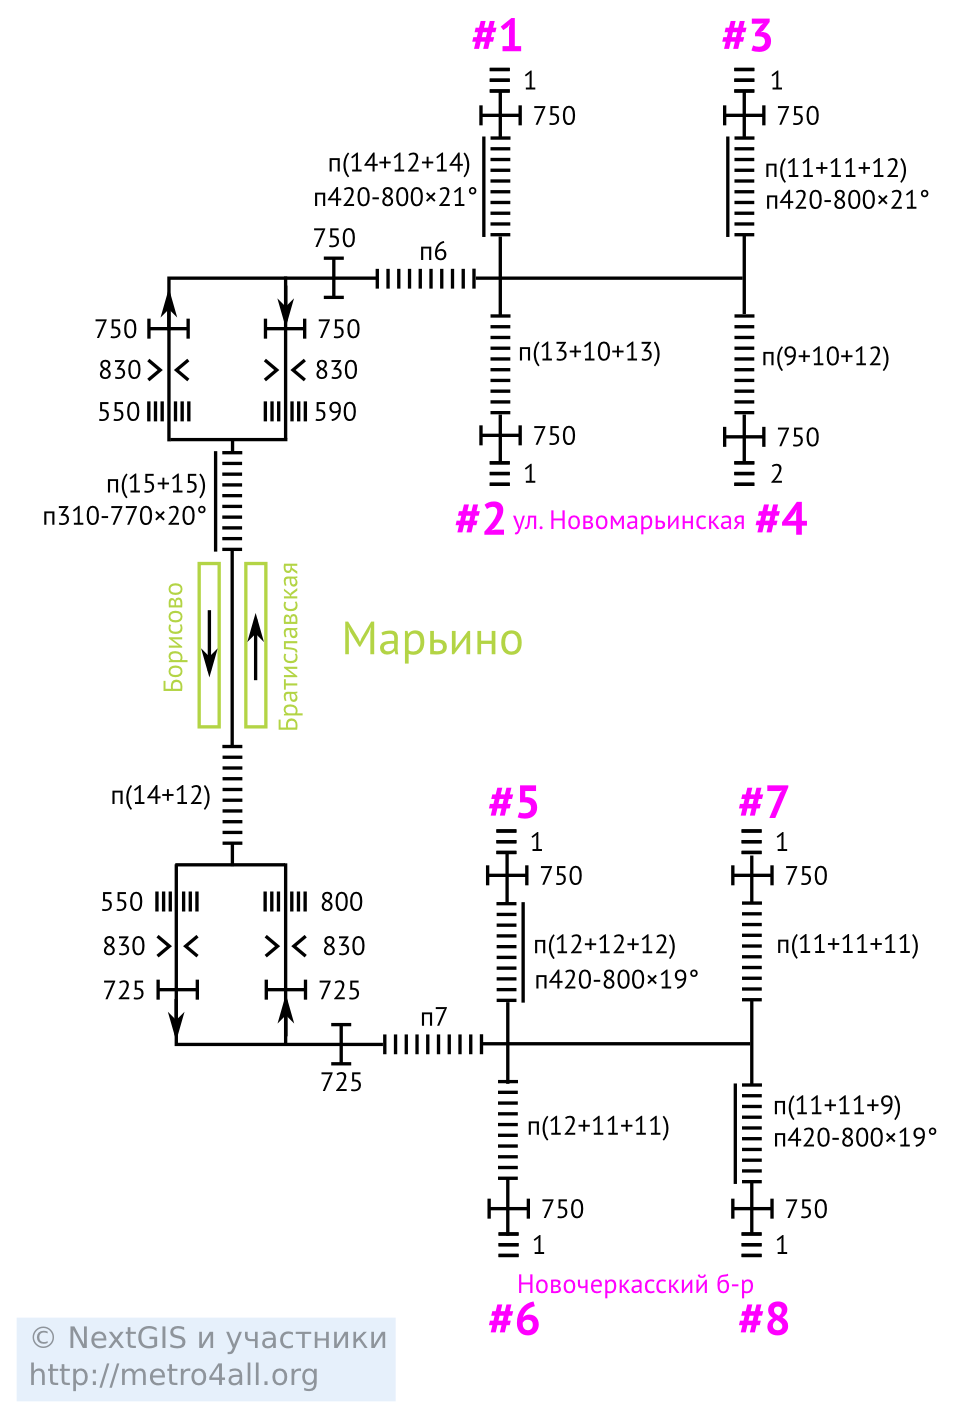 #1 #3
1 1
750 750
п(14+12+14)
п420-800×21°
п(11+11+12)
п420-800×21°
750
п6
750 750
830 830
550 590
п(13+10+13)
п(9+10+12)
750 750
1 2
#2 ул. Новомарьинская #4
п(15+15)
п310-770×20°
Борисово
Братиславская
Марьино
п(14+12)
#5 #7
1 1
750 750
550 800
830 830
725 725
п(12+12+12)
п420-800×19°
п(11+11+11)
п7
725
п(12+11+11)
п(11+11+9)
п420-800×19°
750 750
1 1
Новочеркасский б-р
#6 #8
© NextGIS и участники
http://metro4all.org